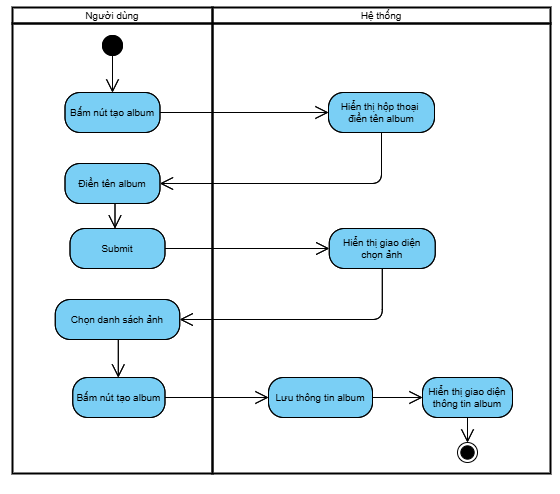 Người dùng
Hệ thống
Bấm nút tạo album
Hiển thị hộp thoại
điền tên album
Điền tên album
Submit
Hiển thị giao diện
chọn ảnh
Chọn danh sách ảnh
Bấm nút tạo album
Lưu thông tin album
Hiển thị giao diện
thông tin album